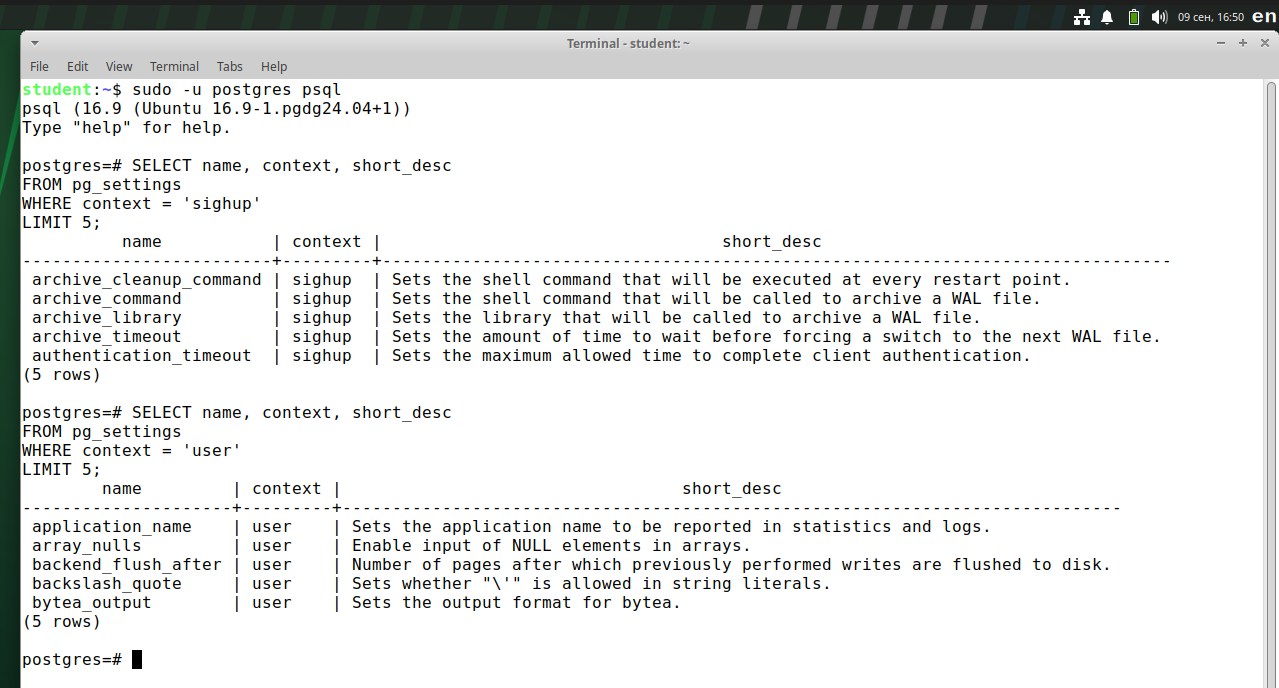 09 сен, 16:50 en
Terminal - student: ~
File Edit View Terminal Tabs Help
student:~$ sudo -u postgres psql
psql (16.9 (Ubuntu 16.9-1.pgdg24.04+1))
Type "help" for help.

postgres=# SELECT name, context, short_desc
FROM pg_settings
WHERE context = 'sighup'
LIMIT 5;
          name           | context |                                  short_desc
-------------------------+---------+-------------------------------------------------------------------------------
 archive_cleanup_command | sighup  | Sets the shell command that will be executed at every restart point.
 archive_command         | sighup  | Sets the shell command that will be called to archive a WAL file.
 archive_library         | sighup  | Sets the library that will be called to archive a WAL file.
 archive_timeout         | sighup  | Sets the amount of time to wait before forcing a switch to the next WAL file.
 authentication_timeout  | sighup  | Sets the maximum allowed time to complete client authentication.
(5 rows)

postgres=# SELECT name, context, short_desc
FROM pg_settings
WHERE context = 'user'
LIMIT 5;
        name         | context |                                  short_desc
---------------------+---------+------------------------------------------------------------------------------
 application_name    | user    | Sets the application name to be reported in statistics and logs.
 array_nulls         | user    | Enable input of NULL elements in arrays.
 backend_flush_after | user    | Number of pages after which previously performed writes are flushed to disk.
 backslash_quote     | user    | Sets whether "\'" is allowed in string literals.
 bytea_output        | user    | Sets the output format for bytea.
(5 rows)

postgres=#